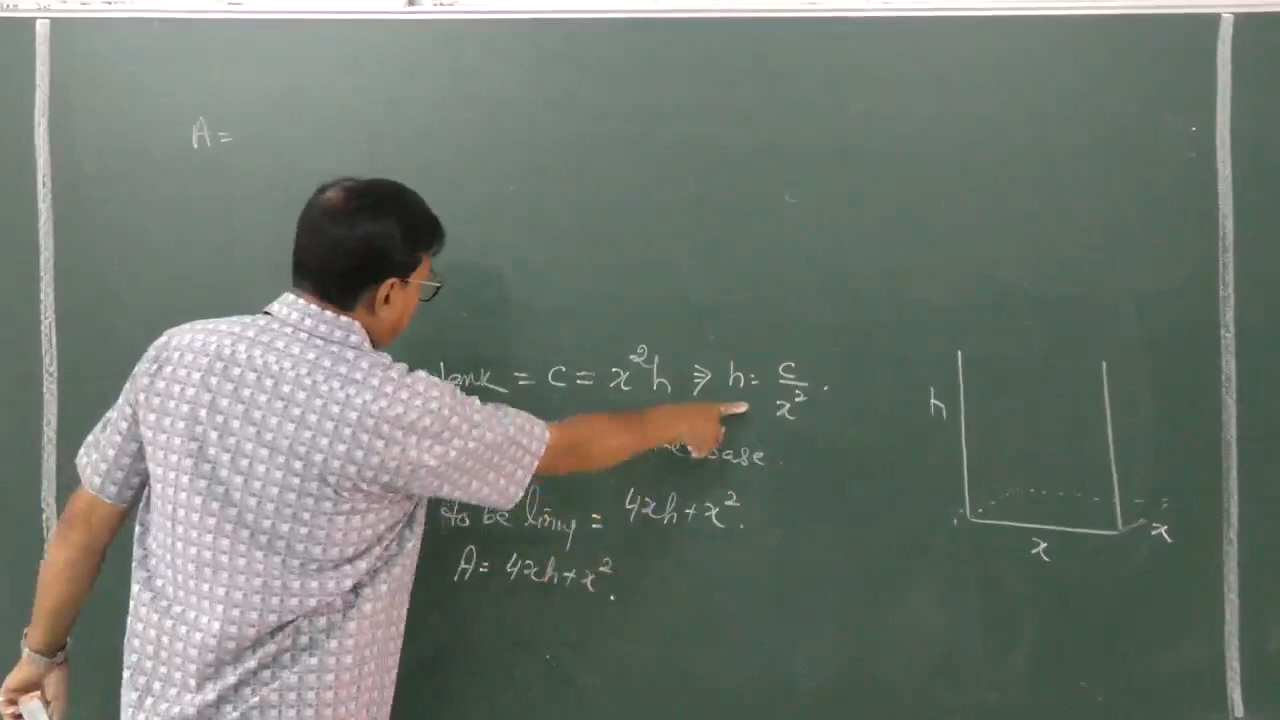 A =
tank = c = x²h ⇒ h = c/x².
base.
to be lining = 4xh + x².
A = 4xh + x².
h
x
x